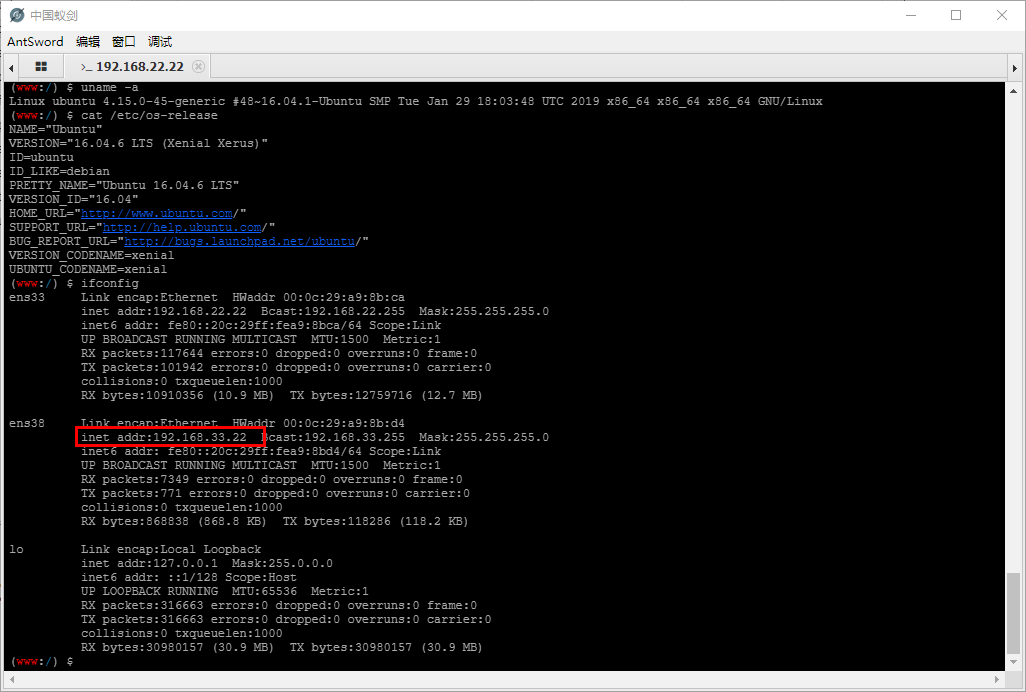 中国蚁剑
AntSword 编辑 窗口 调试
>_ 192.168.22.22
(www:/) $ uname -a
Linux ubuntu 4.15.0-45-generic #48~16.04.1-Ubuntu SMP Tue Jan 29 18:03:48 UTC 2019 x86_64 x86_64 x86_64 GNU/Linux
(www:/) $ cat /etc/os-release
NAME="Ubuntu"
VERSION="16.04.6 LTS (Xenial Xerus)"
ID=ubuntu
ID_LIKE=debian
PRETTY_NAME="Ubuntu 16.04.6 LTS"
VERSION_ID="16.04"
HOME_URL="http://www.ubuntu.com/"
SUPPORT_URL="http://help.ubuntu.com/"
BUG_REPORT_URL="http://bugs.launchpad.net/ubuntu/"
VERSION_CODENAME=xenial
UBUNTU_CODENAME=xenial
(www:/) $ ifconfig
ens33 Link encap:Ethernet HWaddr 00:0c:29:a9:8b:ca
inet addr:192.168.22.22 Bcast:192.168.22.255 Mask:255.255.255.0
inet6 addr: fe80::20c:29ff:fea9:8bca/64 Scope:Link
UP BROADCAST RUNNING MULTICAST MTU:1500 Metric:1
RX packets:117644 errors:0 dropped:0 overruns:0 frame:0
TX packets:101942 errors:0 dropped:0 overruns:0 carrier:0
collisions:0 txqueuelen:1000
RX bytes:10910356 (10.9 MB) TX bytes:12759716 (12.7 MB)
ens38 Link encap:Ethernet HWaddr 00:0c:29:a9:8b:d4
inet addr:192.168.33.22 Bcast:192.168.33.255 Mask:255.255.255.0
inet6 addr: fe80::20c:29ff:fea9:8bd4/64 Scope:Link
UP BROADCAST RUNNING MULTICAST MTU:1500 Metric:1
RX packets:7349 errors:0 dropped:0 overruns:0 frame:0
TX packets:771 errors:0 dropped:0 overruns:0 carrier:0
collisions:0 txqueuelen:1000
RX bytes:868838 (868.8 KB) TX bytes:118286 (118.2 KB)
lo Link encap:Local Loopback
inet addr:127.0.0.1 Mask:255.0.0.0
inet6 addr: ::1/128 Scope:Host
UP LOOPBACK RUNNING MTU:65536 Metric:1
RX packets:316663 errors:0 dropped:0 overruns:0 frame:0
TX packets:316663 errors:0 dropped:0 overruns:0 carrier:0
collisions:0 txqueuelen:1000
RX bytes:30980157 (30.9 MB) TX bytes:30980157 (30.9 MB)
(www:/) $